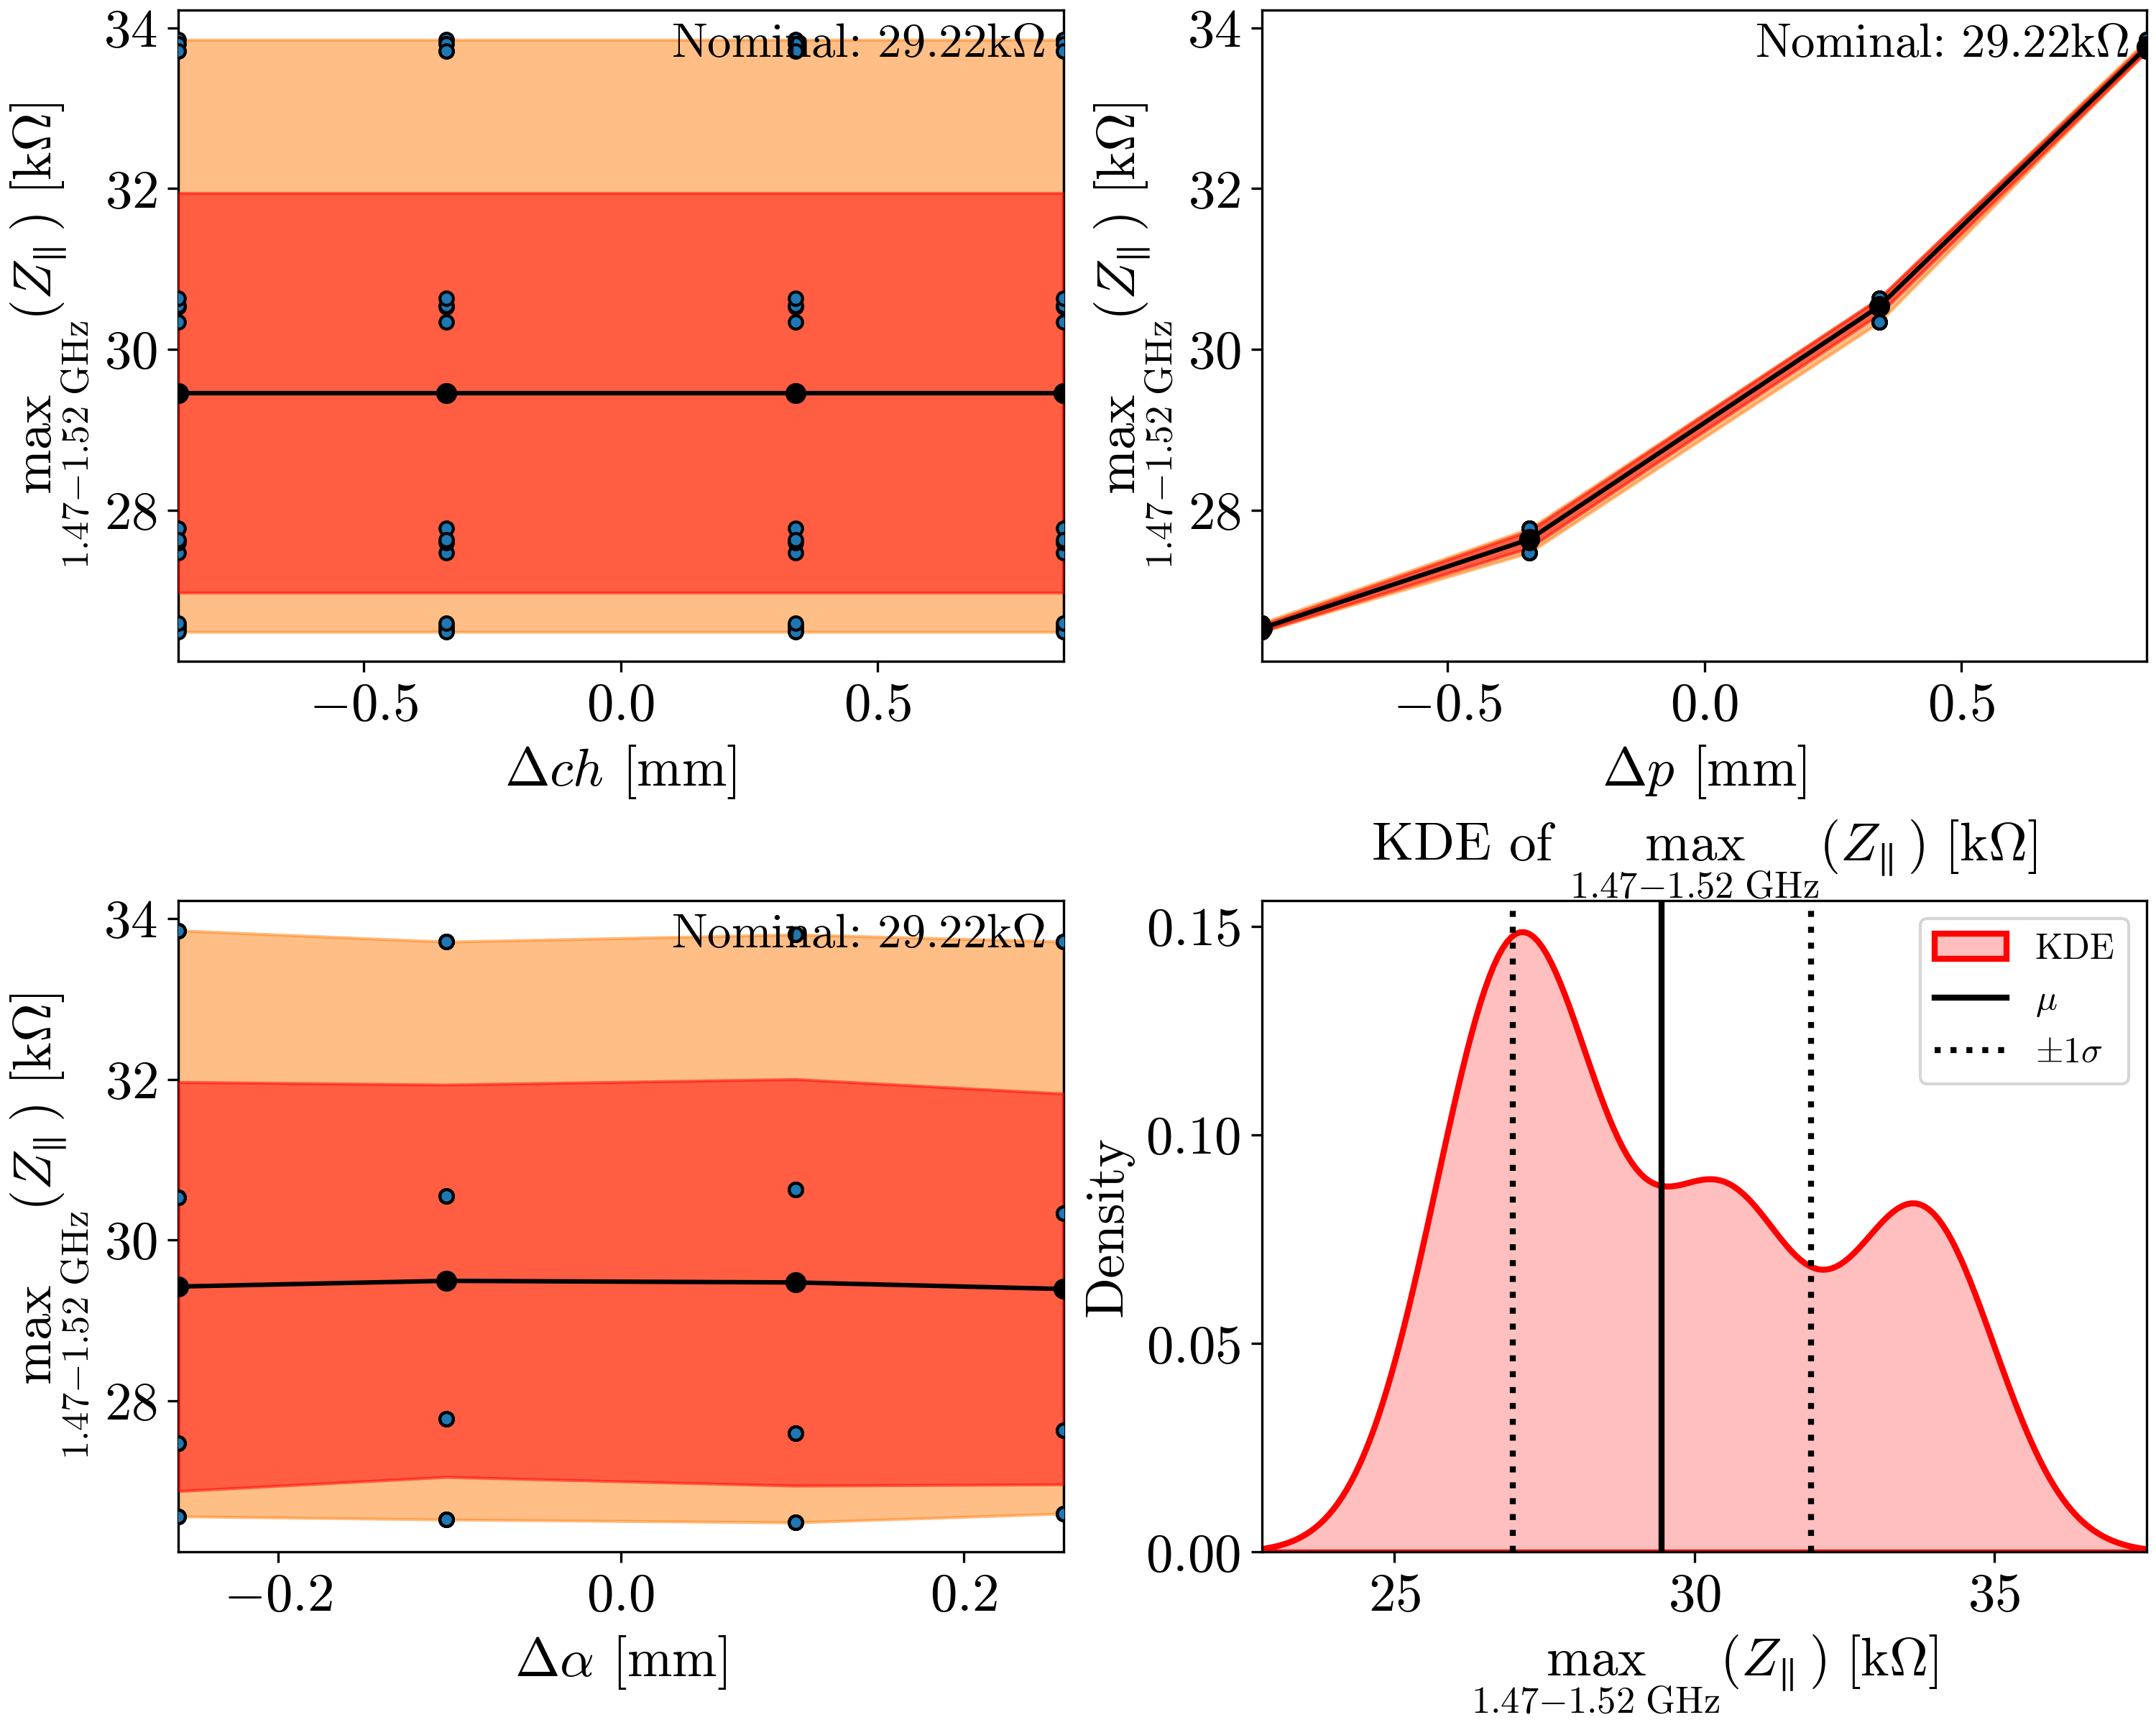 max (Z∥) [kΩ]
1.47−1.52 GHz
34
32
30
28
Nominal: 29.22kΩ
−0.5 0.0 0.5
Δch [mm]
max (Z∥) [kΩ]
1.47−1.52 GHz
34
32
30
28
Nominal: 29.22kΩ
−0.5 0.0 0.5
Δp [mm]
max (Z∥) [kΩ]
1.47−1.52 GHz
34
32
30
28
Nominal: 29.22kΩ
−0.2 0.0 0.2
Δα [mm]
KDE of max (Z∥) [kΩ]
1.47−1.52 GHz
Density
0.15
0.10
0.05
0.00
KDE
μ
±1σ
25 30 35
max (Z∥) [kΩ]
1.47−1.52 GHz